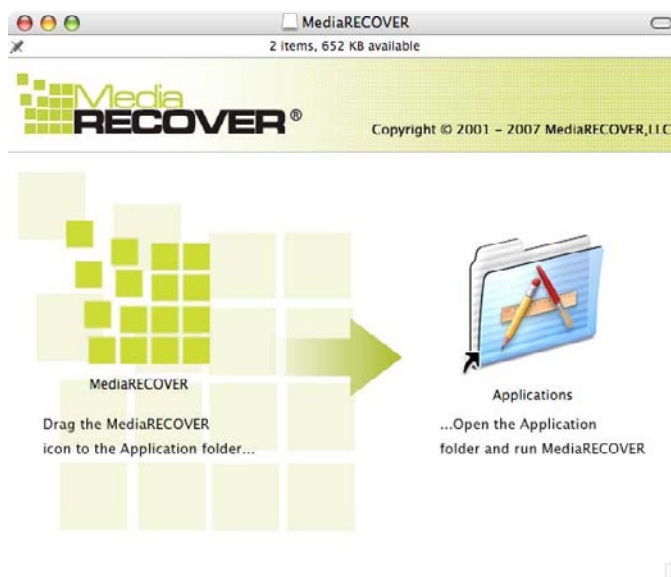 MediaRECOVER
2 items, 652 KB available
Media
RECOVER®
Copyright © 2001 – 2007 MediaRECOVER,LLC
MediaRECOVER
Applications
Drag the MediaRECOVER
icon to the Application folder...
...Open the Application
folder and run MediaRECOVER